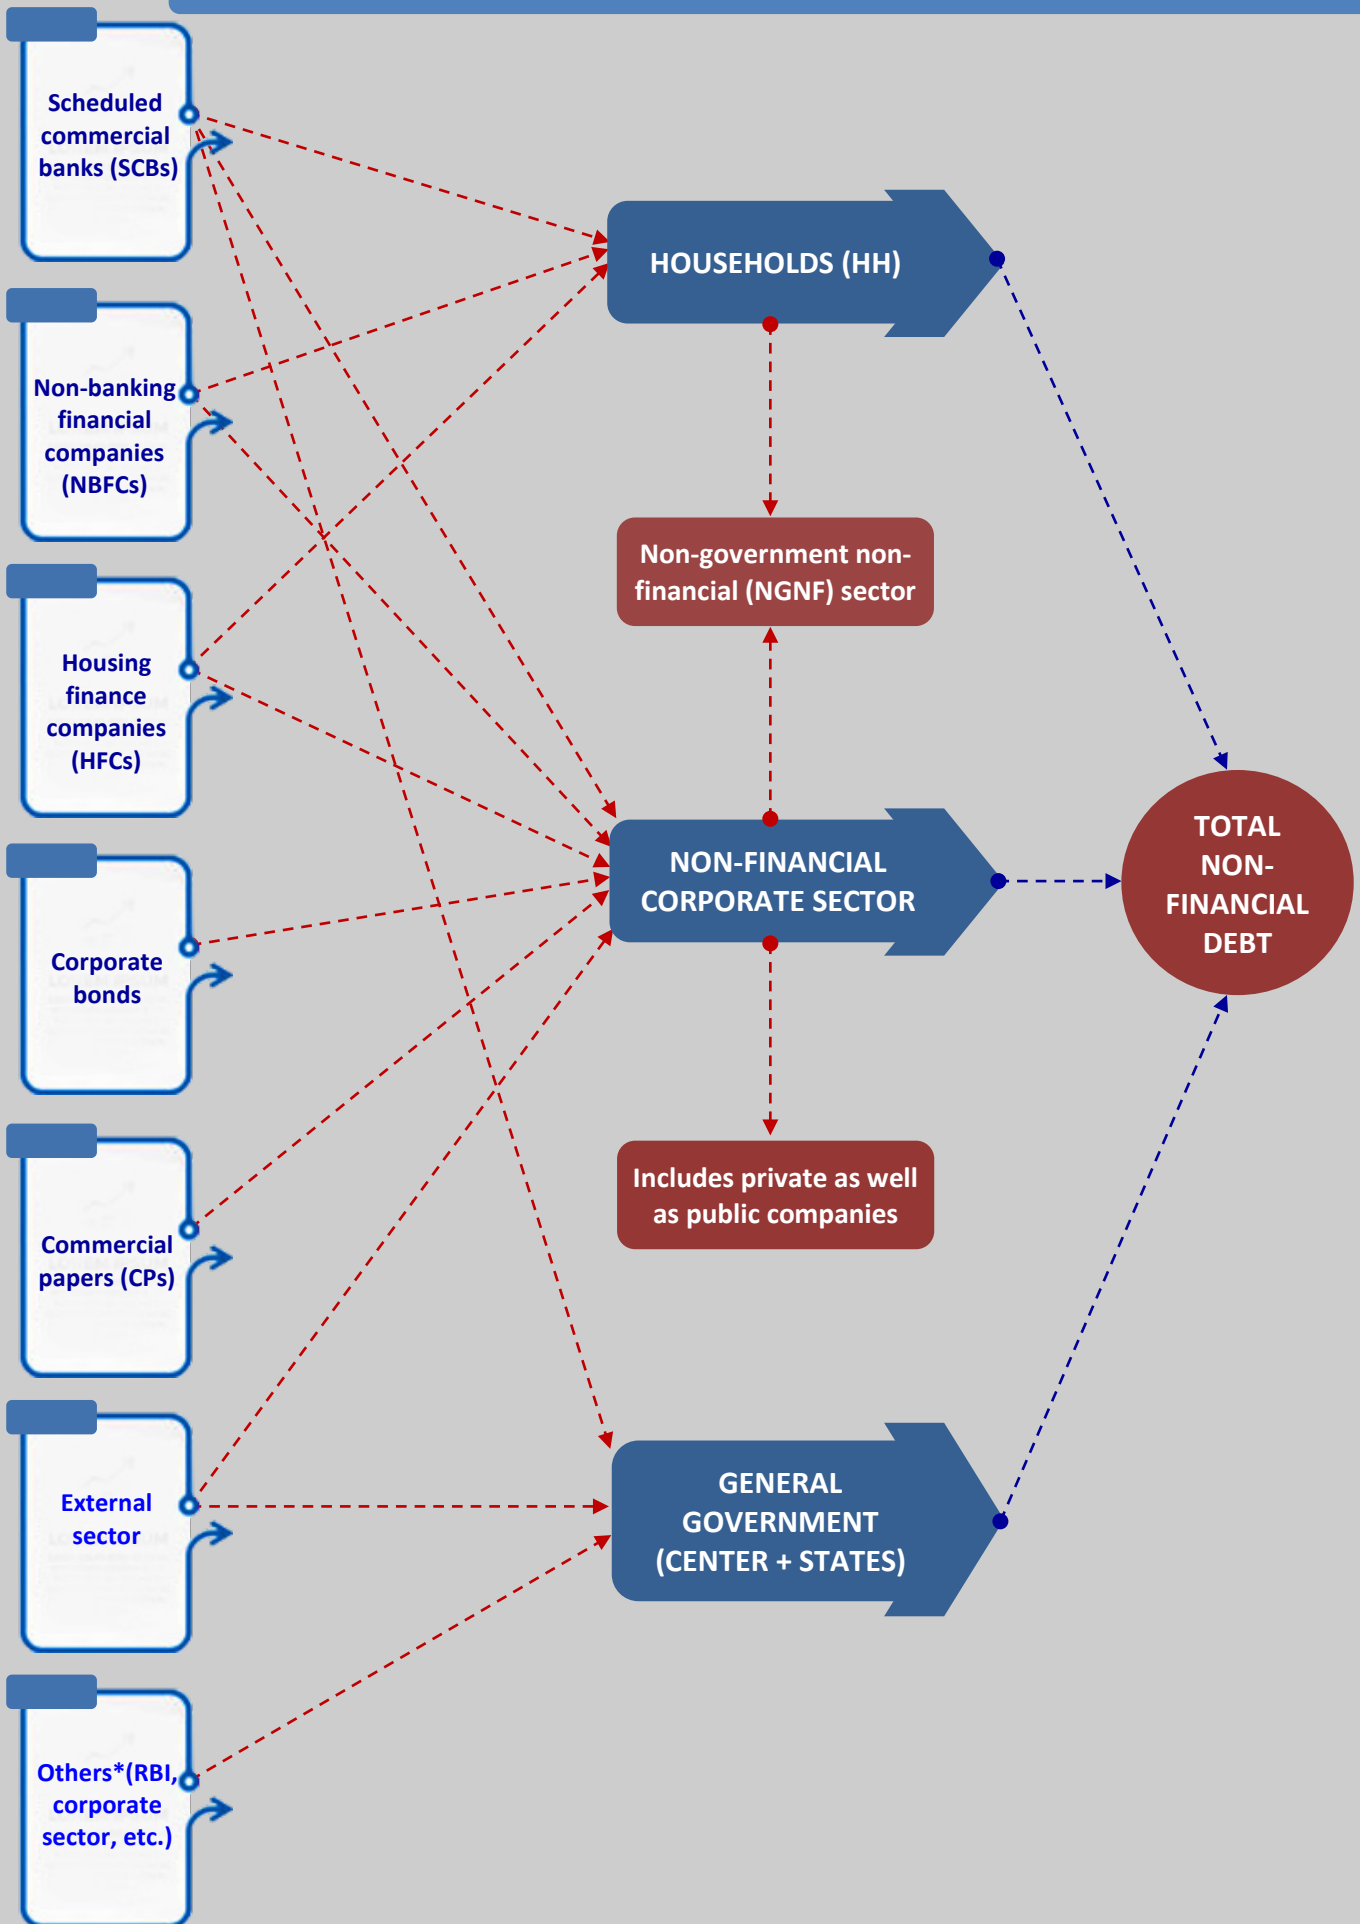 Scheduled
commercial
banks (SCBs)
Non-banking
financial
companies
(NBFCs)
Housing
finance
companies
(HFCs)
Corporate
bonds
Commercial
papers (CPs)
External
sector
Others*(RBI,
corporate
sector, etc.)
HOUSEHOLDS (HH)
Non-government non-
financial (NGNF) sector
NON-FINANCIAL
CORPORATE SECTOR
Includes private as well
as public companies
GENERAL
GOVERNMENT
(CENTER + STATES)
TOTAL
NON-
FINANCIAL
DEBT